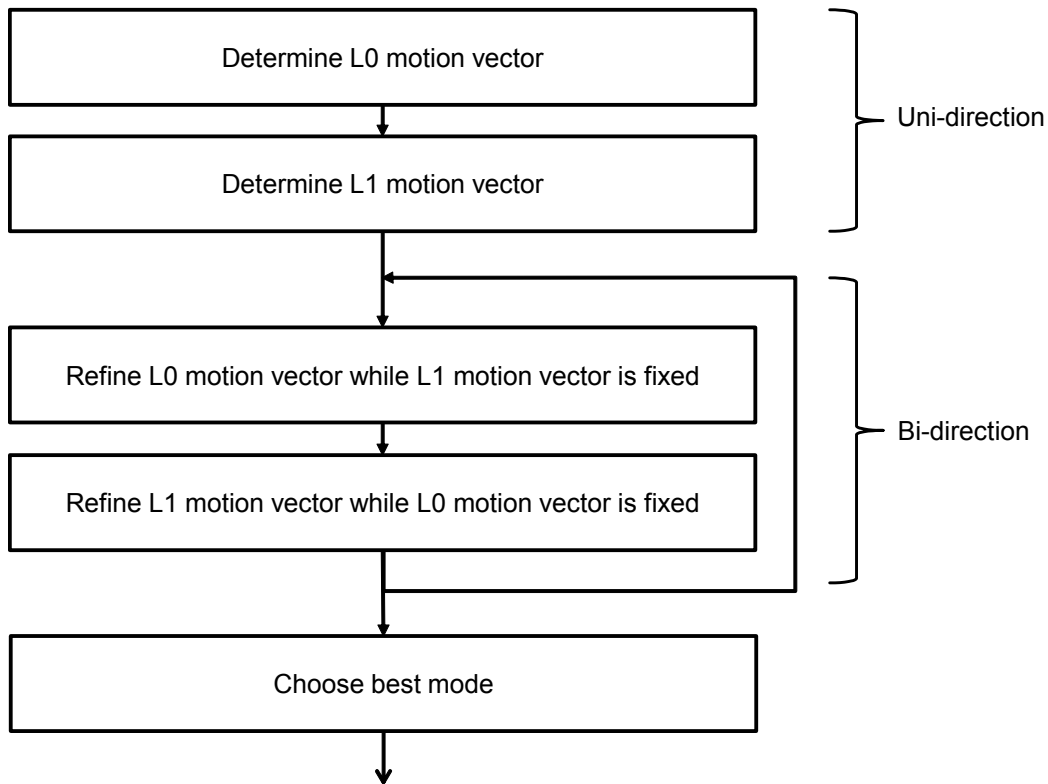 Determine L0 motion vector
Uni-direction
Determine L1 motion vector
Refine L0 motion vector while L1 motion vector is fixed
Bi-direction
Refine L1 motion vector while L0 motion vector is fixed
Choose best mode